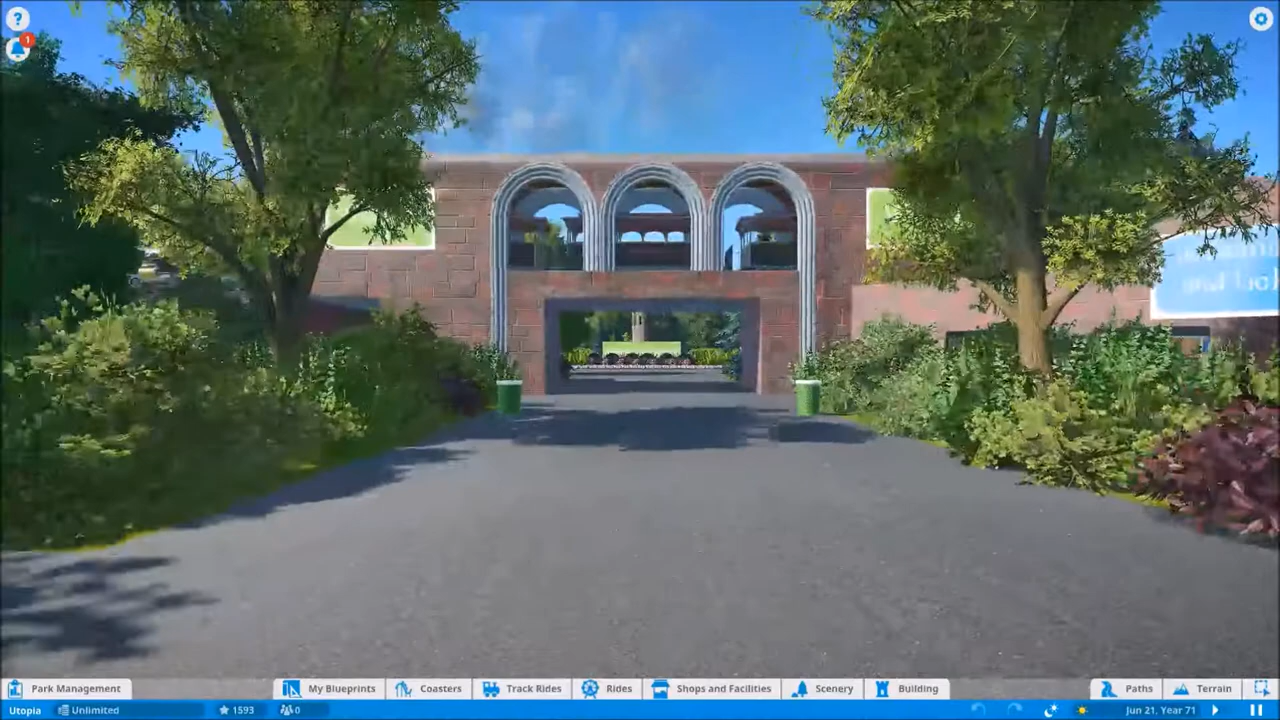 ?
1
Park Management
My Blueprints
Coasters
Track Rides
Rides
Shops and Facilities
Scenery
Building
Paths
Terrain
Utopia
Unlimited
1593
0
Jun 21, Year 71